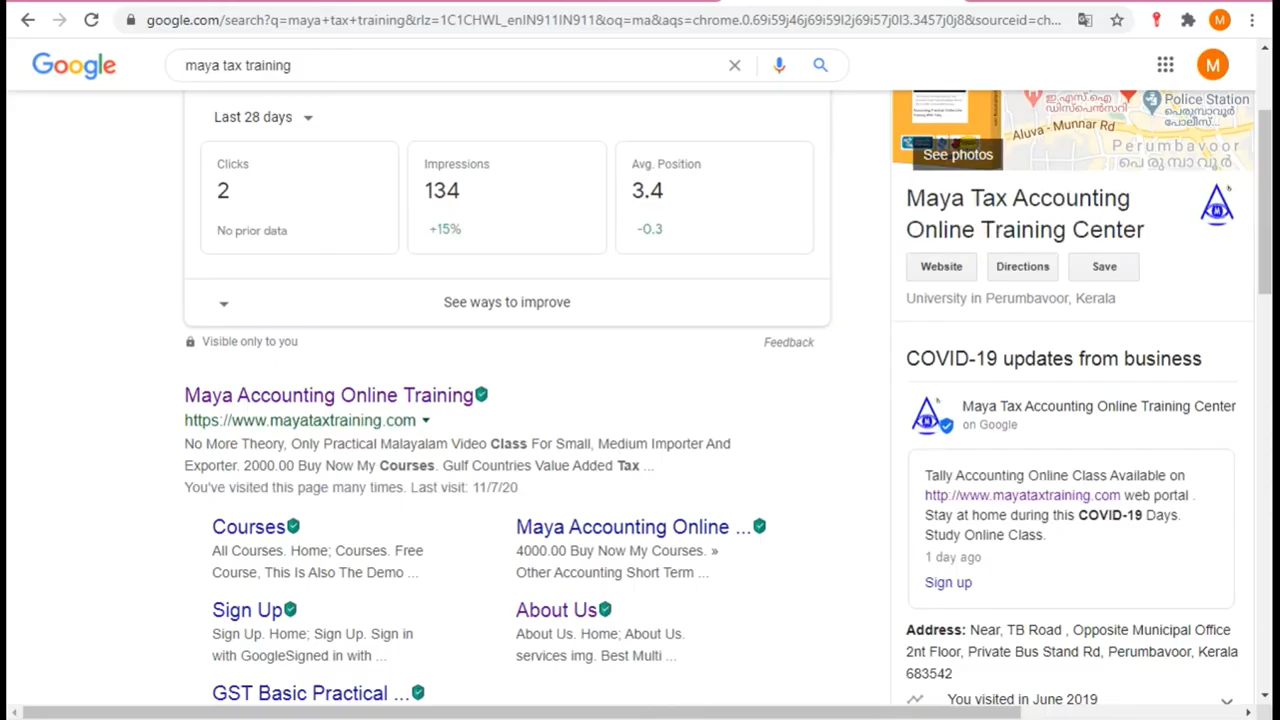 google.com/search?q=maya+tax+training&rlz=1C1CHWL_enIN911IN911&oq=ma&aqs=chrome.0.69i59j46j69i59l2j69i57j0l3.3457j0j8&sourceid=ch...
M
Google
maya tax training
M
Last 28 days
Clicks
2
No prior data
Impressions
134
+15%
Avg. Position
3.4
-0.3
See ways to improve
Visible only to you
Feedback
Maya Accounting Online Training
https://www.mayataxtraining.com
No More Theory, Only Practical Malayalam Video Class For Small, Medium Importer And
Exporter. 2000.00 Buy Now My Courses. Gulf Countries Value Added Tax ...
You've visited this page many times. Last visit: 11/7/20
Courses
All Courses. Home; Courses. Free
Course, This Is Also The Demo ...
Maya Accounting Online ...
4000.00 Buy Now My Courses. »
Other Accounting Short Term ...
Sign Up
Sign Up. Home; Sign Up. Sign in
with GoogleSigned in with ...
About Us
About Us. Home; About Us.
services img. Best Multi ...
GST Basic Practical ...
See photos
ഇ.എസ്.ഐ
ഡിസ്പെൻസറി
Police Station
പെരുമ്പാവൂർ
പോലീസ്...
Aluva - Munnar Rd
Perumbavoor
പെരുമ്പാവൂർ
Maya Tax Accounting
Online Training Center
Website
Directions
Save
University in Perumbavoor, Kerala
COVID-19 updates from business
Maya Tax Accounting Online Training Center
on Google
Tally Accounting Online Class Available on
http://www.mayataxtraining.com web portal .
Stay at home during this COVID-19 Days.
Study Online Class.
1 day ago
Sign up
Address: Near, TB Road , Opposite Municipal Office
2nt Floor, Private Bus Stand Rd, Perumbavoor, Kerala
683542
You visited in June 2019